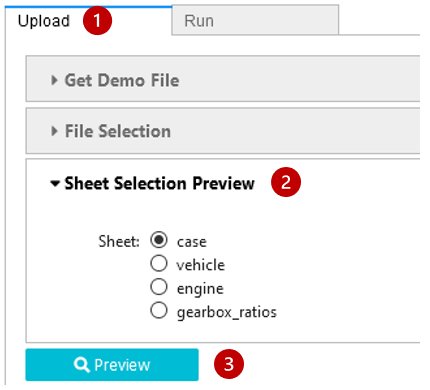 Upload 1 Run
Get Demo File
File Selection
Sheet Selection Preview 2
Sheet: case
vehicle
engine
gearbox_ratios
Preview 3